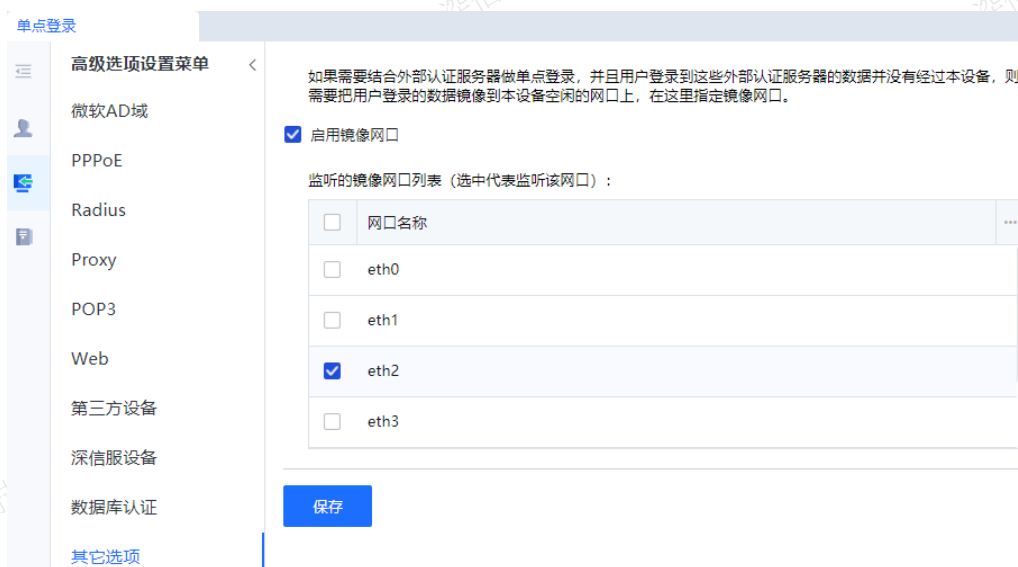 单点登录
高级选项设置菜单
微软AD域
PPPoE
Radius
Proxy
POP3
Web
第三方设备
深信服设备
数据库认证
其它选项
如果需要结合外部认证服务器做单点登录，并且用户登录到这些外部认证服务器的数据并没有经过本设备，则
需要把用户登录的数据镜像到本设备空闲的网口上，在这里指定镜像网口。
启用镜像网口
监听的镜像网口列表（选中代表监听该网口）：
网口名称
eth0
eth1
eth2
eth3
保存